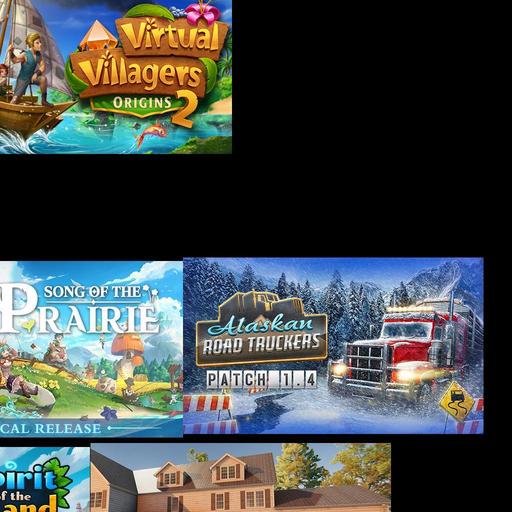 Virtual
Villagers
ORIGINS 2
SONG OF THE
PRAIRIE
CAL RELEASE
Alaskan
ROAD TRUCKERS
PATCH 1.4
pirit
of the
and